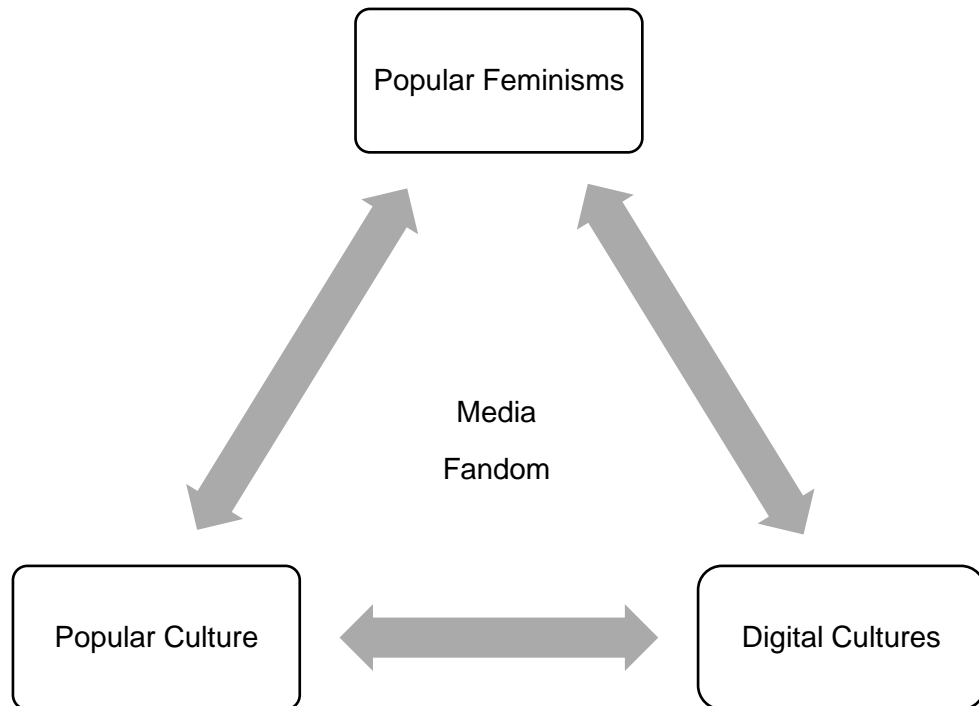 Popular Feminisms
Media
Fandom
Popular Culture
Digital Cultures